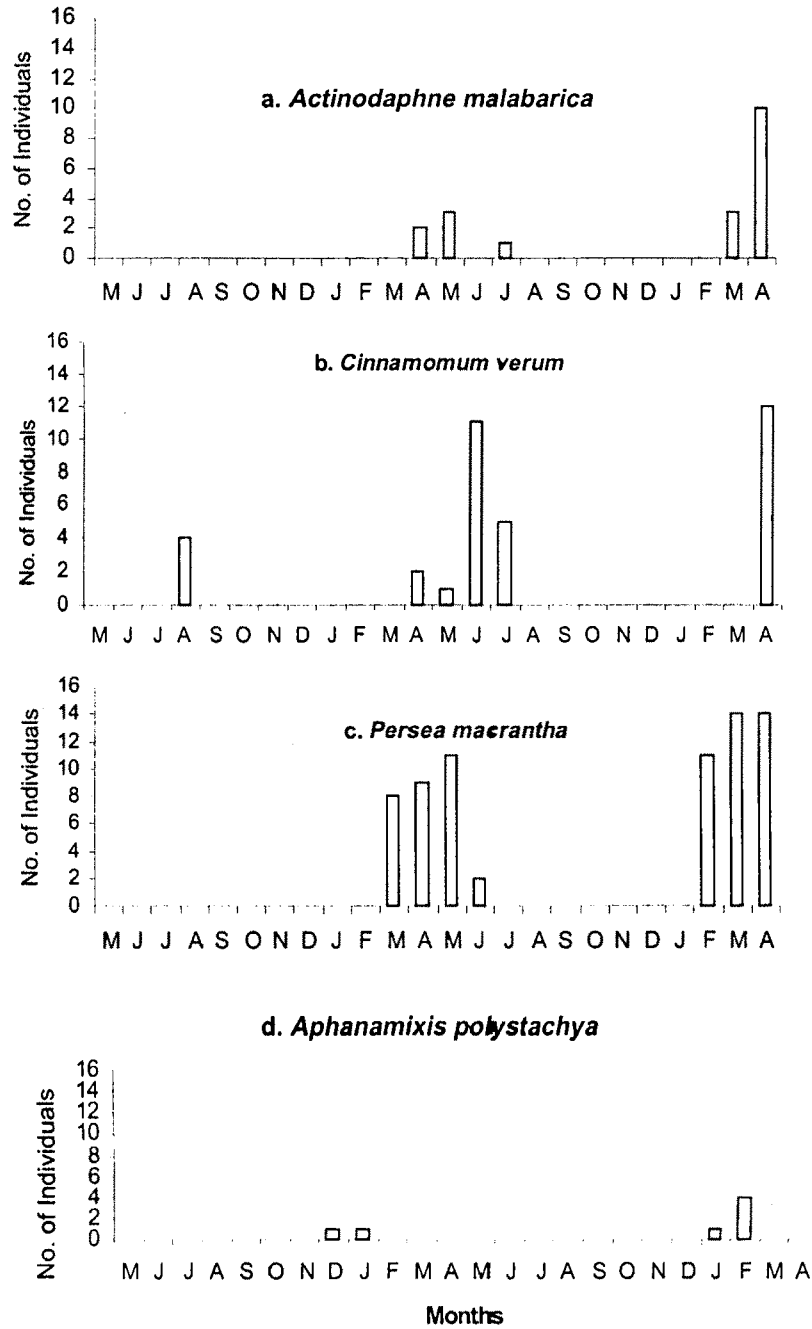 16
14
12
10
8
6
4
2
0
No. of Individuals
a. Actinodaphne malabarica
M J J A S O N D J F M A M J J A S O N D J F M A
16
14
12
10
8
6
4
2
0
No. of Individuals
b. Cinnamomum verum
M J J A S O N D J F M A M J J A S O N D J F M A
16
14
12
10
8
6
4
2
0
No. of Individuals
c. Persea macrantha
M J J A S O N D J F M A M J J A S O N D J F M A
d. Aphanamixis polystachya
16
14
12
10
8
6
4
2
0
No. of Individuals
M J J A S O N D J F M A M J J A S O N D J F M A
Months